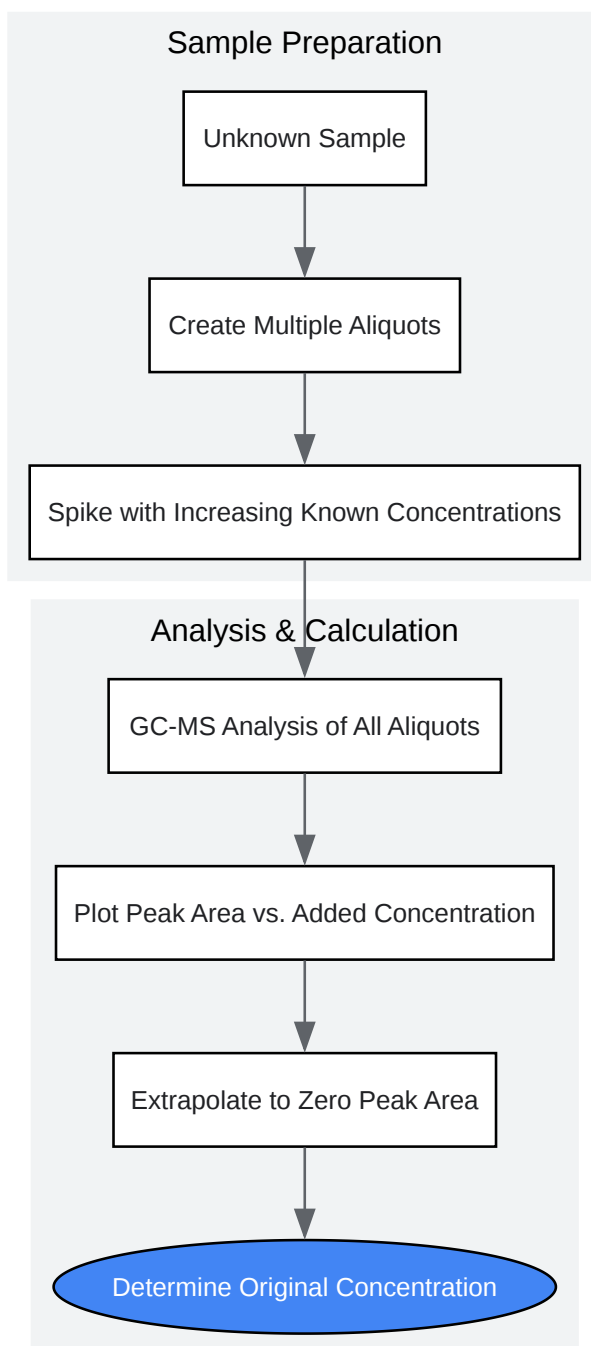 Sample Preparation
Unknown Sample
Create Multiple Aliquots
Spike with Increasing Known Concentrations
Analysis & Calculation
GC-MS Analysis of All Aliquots
Plot Peak Area vs. Added Concentration
Extrapolate to Zero Peak Area
Determine Original Concentration